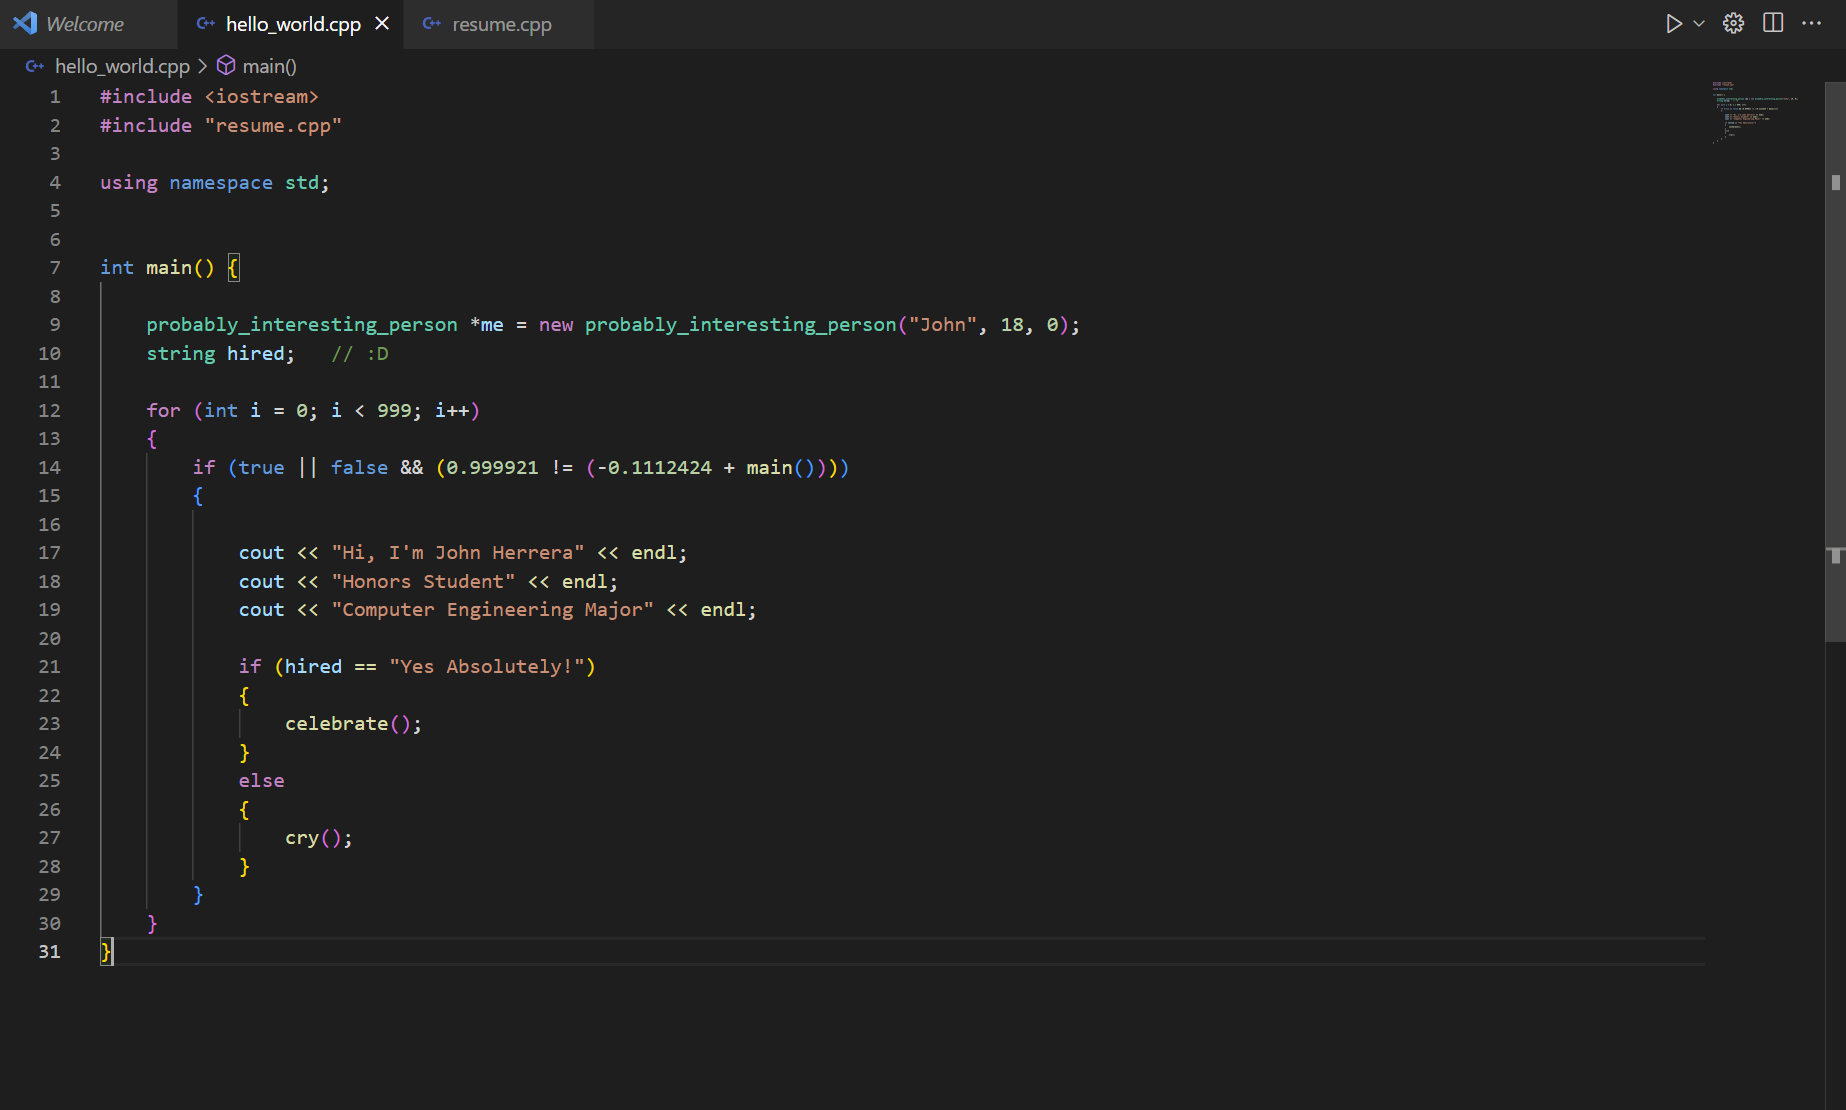 Welcome hello_world.cpp resume.cpp
hello_world.cpp > main()
1 #include <iostream>
2 #include "resume.cpp"
3
4 using namespace std;
5
6
7 int main() {
8
9     probably_interesting_person *me = new probably_interesting_person("John", 18, 0);
10     string hired;   // :D
11
12     for (int i = 0; i < 999; i++)
13     {
14         if (true || false && (0.999921 != (-0.1112424 + main())))
15         {
16
17             cout << "Hi, I'm John Herrera" << endl;
18             cout << "Honors Student" << endl;
19             cout << "Computer Engineering Major" << endl;
20
21             if (hired == "Yes Absolutely!")
22             {
23                 celebrate();
24             }
25             else
26             {
27                 cry();
28             }
29         }
30     }
31 }